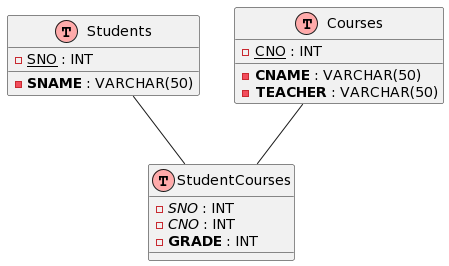 T Students
SNO : INT
SNAME : VARCHAR(50)
T Courses
CNO : INT
CNAME : VARCHAR(50)
TEACHER : VARCHAR(50)
T StudentCourses
SNO : INT
CNO : INT
GRADE : INT